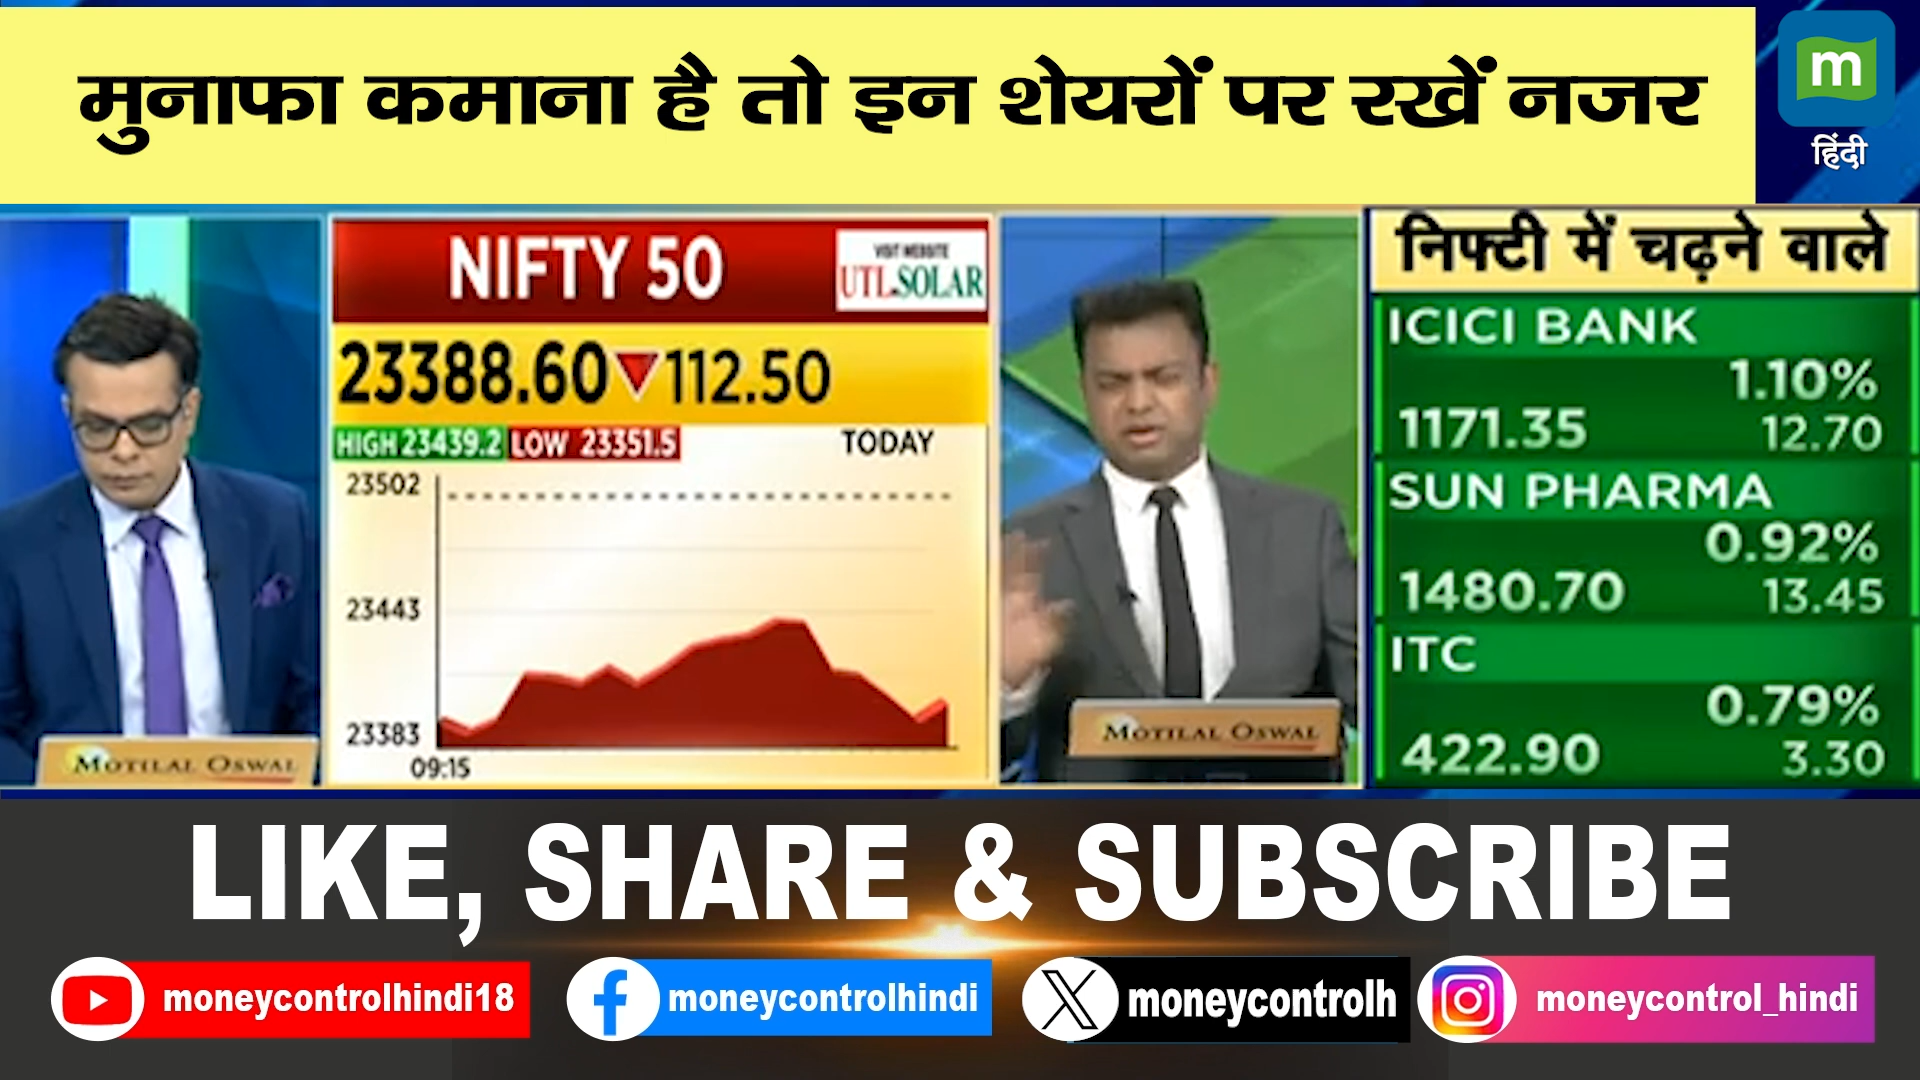 मुनाफा कमाना है तो इन शेयरों पर रखें नजर
m
हिंदी
NIFTY 50
VISIT WEBSITE
UTL SOLAR
23388.60 ▼ 112.50
HIGH 23439.2 LOW 23351.5
TODAY
23502
23443
23383
09:15
MOTILAL OSWAL
MOTILAL OSWAL
निफ्टी में चढ़ने वाले
ICICI BANK
1.10%
1171.35 12.70
SUN PHARMA
0.92%
1480.70 13.45
ITC
0.79%
422.90 3.30
LIKE, SHARE & SUBSCRIBE
moneycontrolhindi18
moneycontrolhindi
moneycontrolh
moneycontrol_hindi